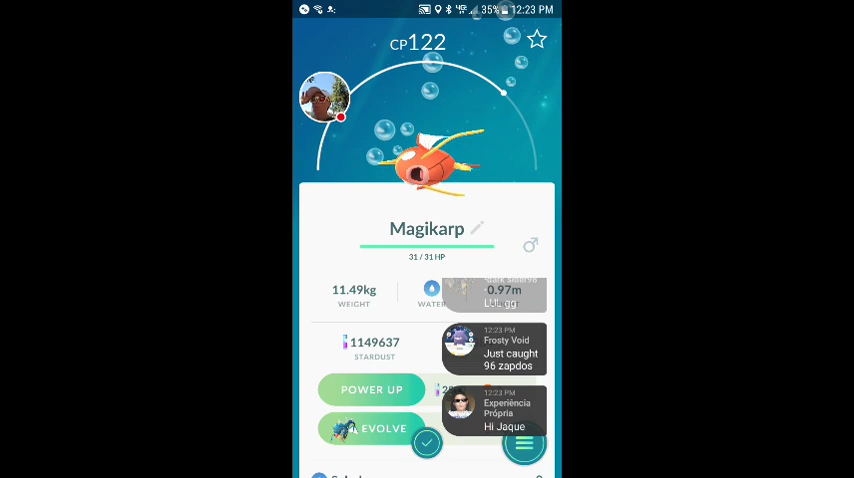 35% 12:23 PM
CP122
Magikarp
31 / 31 HP
11.49kg
WEIGHT
WATER
0.97m
LUL gg
1149637
STARDUST
12:23 PM
Frosty Void
Just caught
96 zapdos
POWER UP
12:23 PM
Experiência
Própria
Hi Jaque
EVOLVE